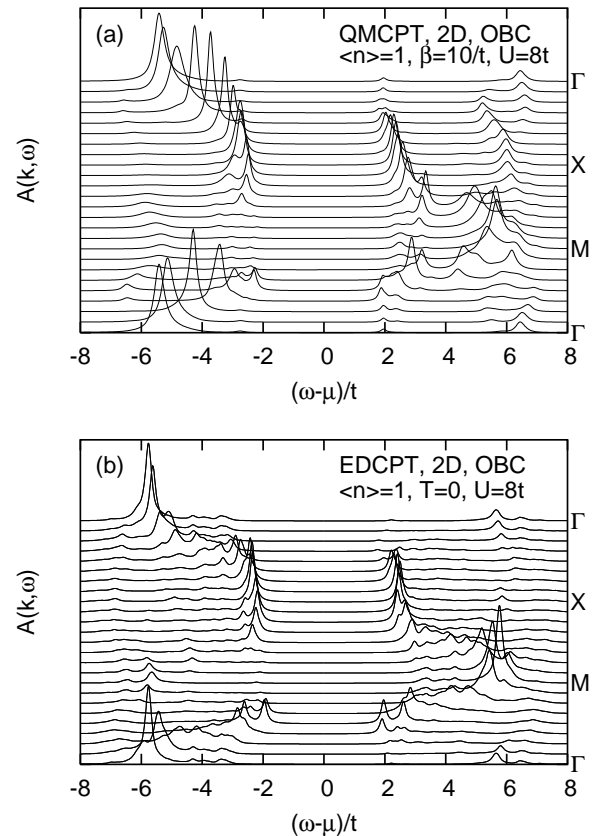 (a)
QMCPT, 2D, OBC
<n>=1, β=10/t, U=8t
Γ
X
M
Γ
A(k,ω)
-8 -6 -4 -2 0 2 4 6 8
(ω-μ)/t
(b)
EDCPT, 2D, OBC
<n>=1, T=0, U=8t
Γ
X
M
Γ
A(k,ω)
-8 -6 -4 -2 0 2 4 6 8
(ω-μ)/t